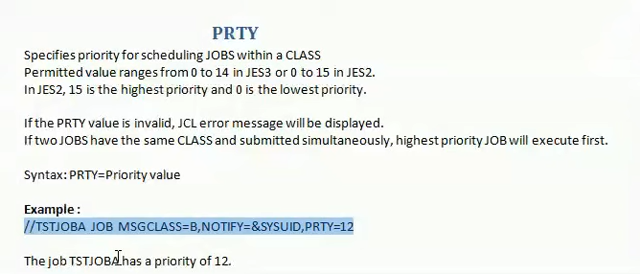 PRTY
Specifies priority for scheduling JOBS within a CLASS
Permitted value ranges from 0 to 14 in JES3 or 0 to 15 in JES2.
In JES2, 15 is the highest priority and 0 is the lowest priority.
If the PRTY value is invalid, JCL error message will be displayed.
If two JOBS have the same CLASS and submitted simultaneously, highest priority JOB will execute first.
Syntax: PRTY=Priority value
Example :
//TSTJOBA JOB MSGCLASS=B,NOTIFY=&SYSUID,PRTY=12
The job TSTJOBA has a priority of 12.